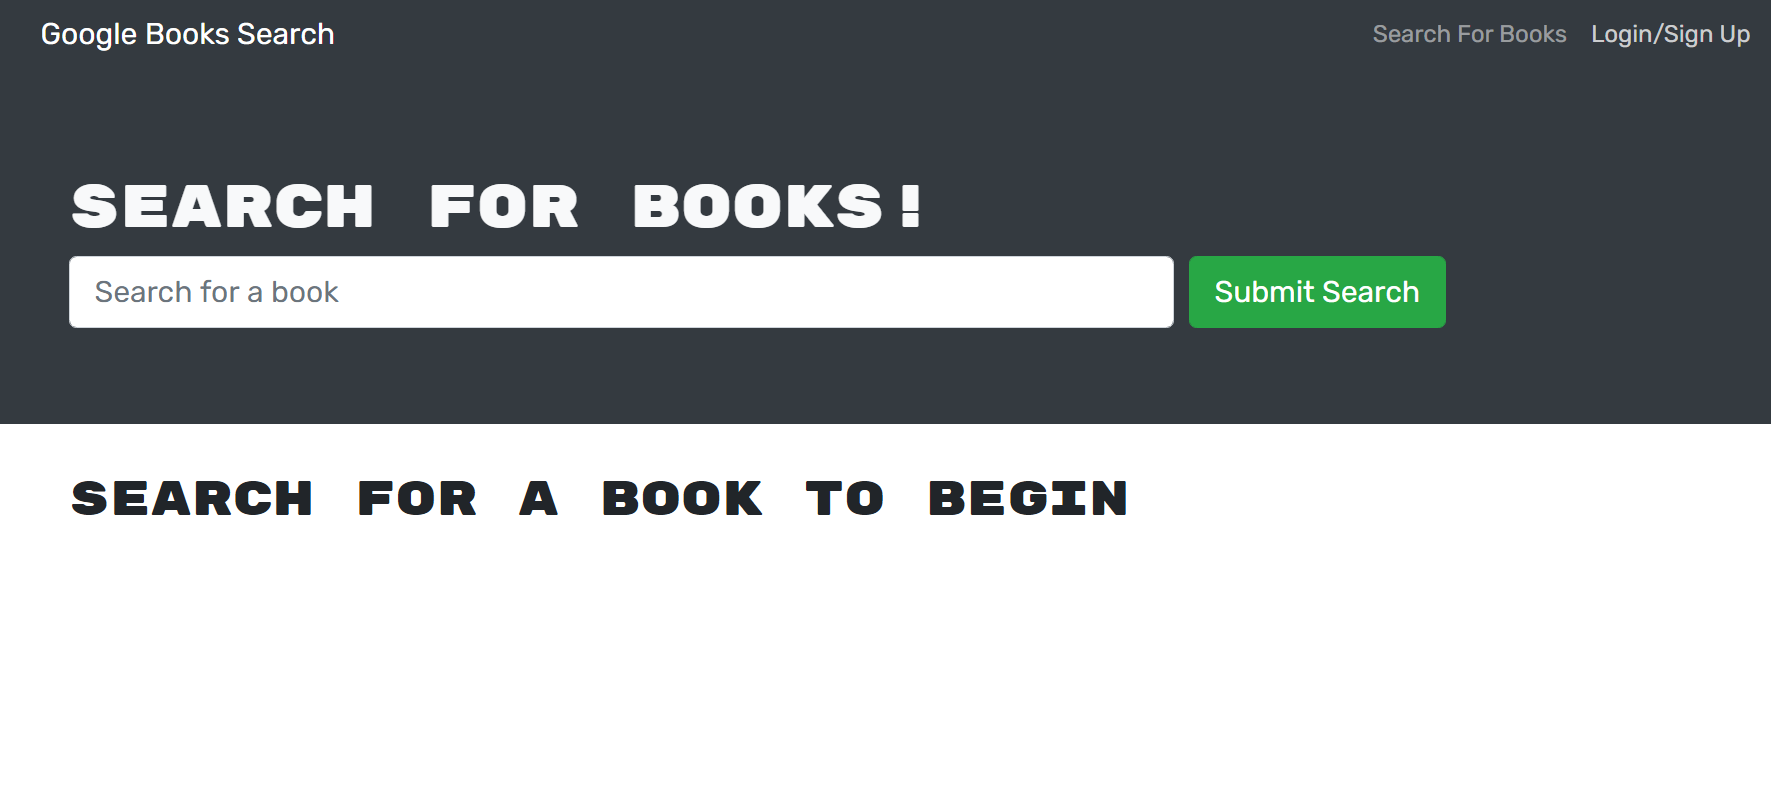 Google Books Search
Search For Books
Login/Sign Up
SEARCH FOR BOOKS!
Search for a book
Submit Search
SEARCH FOR A BOOK TO BEGIN